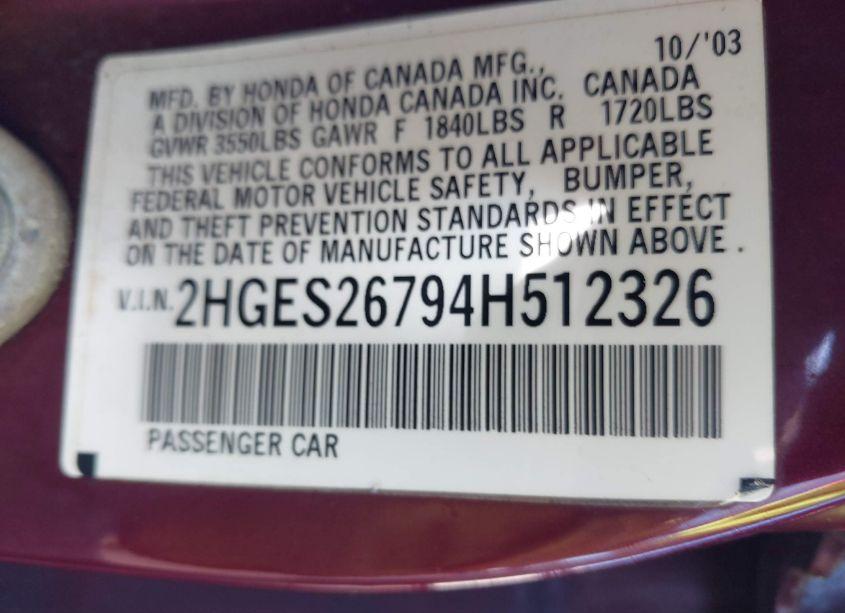 10/'03
MFD. BY HONDA OF CANADA MFG.,
A DIVISION OF HONDA CANADA INC. CANADA
GVWR 3550LBS GAWR F 1840LBS R 1720LBS
THIS VEHICLE CONFORMS TO ALL APPLICABLE
FEDERAL MOTOR VEHICLE SAFETY, BUMPER,
AND THEFT PREVENTION STANDARDS IN EFFECT
ON THE DATE OF MANUFACTURE SHOWN ABOVE.
V.I.N. 2HGES26794H512326
PASSENGER CAR